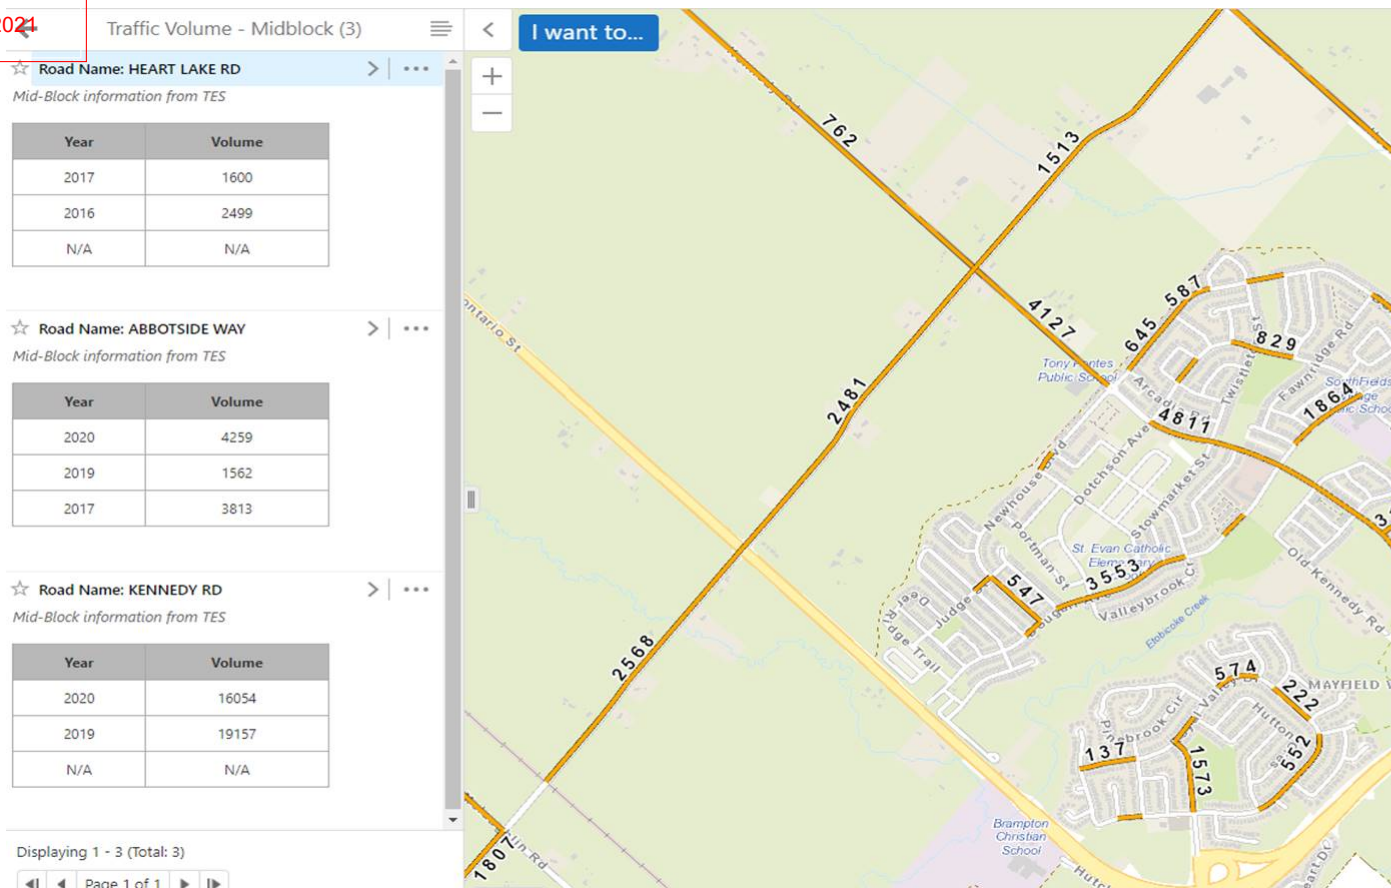 2021
Traffic Volume - Midblock (3)
I want to...
Road Name: HEART LAKE RD
Mid-Block information from TES
Year Volume
2017 1600
2016 2499
N/A N/A
Road Name: ABBOTSIDE WAY
Mid-Block information from TES
Year Volume
2020 4259
2019 1562
2017 3813
Road Name: KENNEDY RD
Mid-Block information from TES
Year Volume
2020 16054
2019 19157
N/A N/A
Displaying 1 - 3 (Total: 3)
Page 1 of 1
762
1513
587
4127
645
829
ontario St
Tony Pontes
Public School
Fawnridge Rd
Arcadia Rd
1864
2481
4811
Dotchson Ave
Newhouse Blvd
Stowmarket St
Portman St
St. Evan Catholic
Elementary
3553
547
Valleybrook Cr
Old Kennedy Rd
Judge
Etobicoke Creek
2568
574
222
MAYFIELD
Pinebrook Cir
137
1573
552
Brampton
Christian
School
1807